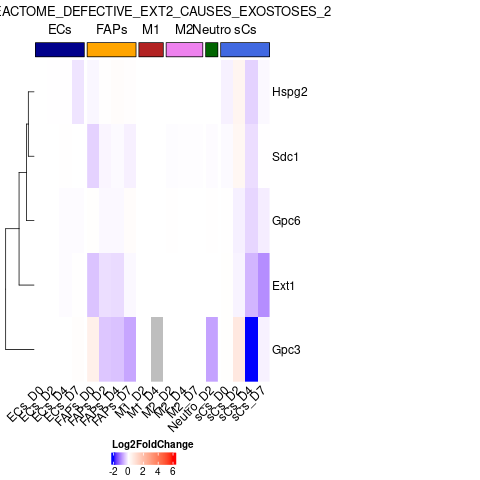 EACTOME_DEFECTIVE_EXT2_CAUSES_EXOSTOSES_2
ECs FAPs M1 M2 Neutro sCs
Hspg2
Sdc1
Gpc6
Ext1
Gpc3
ECs_D0 ECs_D2 ECs_D4 ECs_D7 FAPs_D0 FAPs_D2 FAPs_D4 FAPs_D7 M1_D2 M1_D4 M2_D2 M2_D4 M2_D7 Neutro_D2 sCs_D0 sCs_D2 sCs_D4 sCs_D7
Log2FoldChange
-2 0 2 4 6